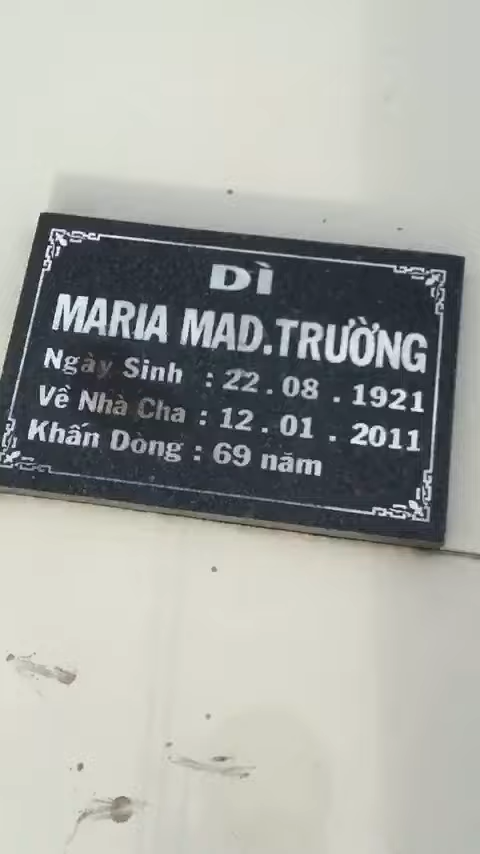 DÌ
MARIA MAD.TRƯỜNG
Ngày Sinh : 22.08.1921
Về Nhà Cha : 12.01.2011
Khấn Dòng : 69 năm